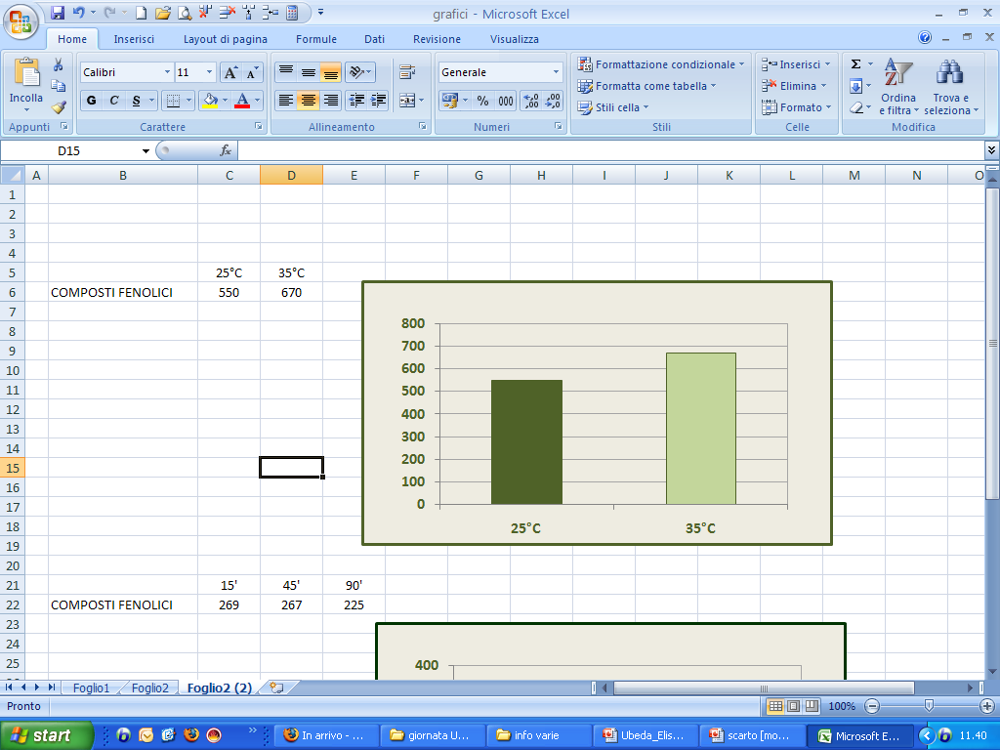 grafici - Microsoft Excel
Home Inserisci Layout di pagina Formule Dati Revisione Visualizza
Incolla
Calibri 11
G C S
Generale
% 000
Formattazione condizionale
Formatta come tabella
Stili cella
Inserisci
Elimina
Formato
Σ
Ordina e filtra
Trova e seleziona
Appunti Carattere Allineamento Numeri Stili Celle Modifica
D15 fx
A B C D E F G H I J K L M N O
1
2
3
4
5 25°C 35°C
6 COMPOSTI FENOLICI 550 670
7
8
9
10
11
12
13
14
15
16
17
18
19
20
21 15' 45' 90'
22 COMPOSTI FENOLICI 269 267 225
23
24
25
800
700
600
500
400
300
200
100
0
25°C 35°C
400
Foglio1 Foglio2 Foglio2 (2)
Pronto 100%
start In arrivo - ... giornata U... info varie Ubeda_Elis... scarto [mo... Microsoft E... 11.40